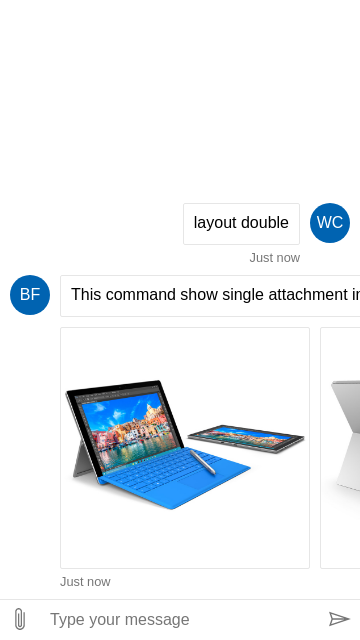 layout double
WC
Just now
BF
This command show single attachment in
Just now
Type your message